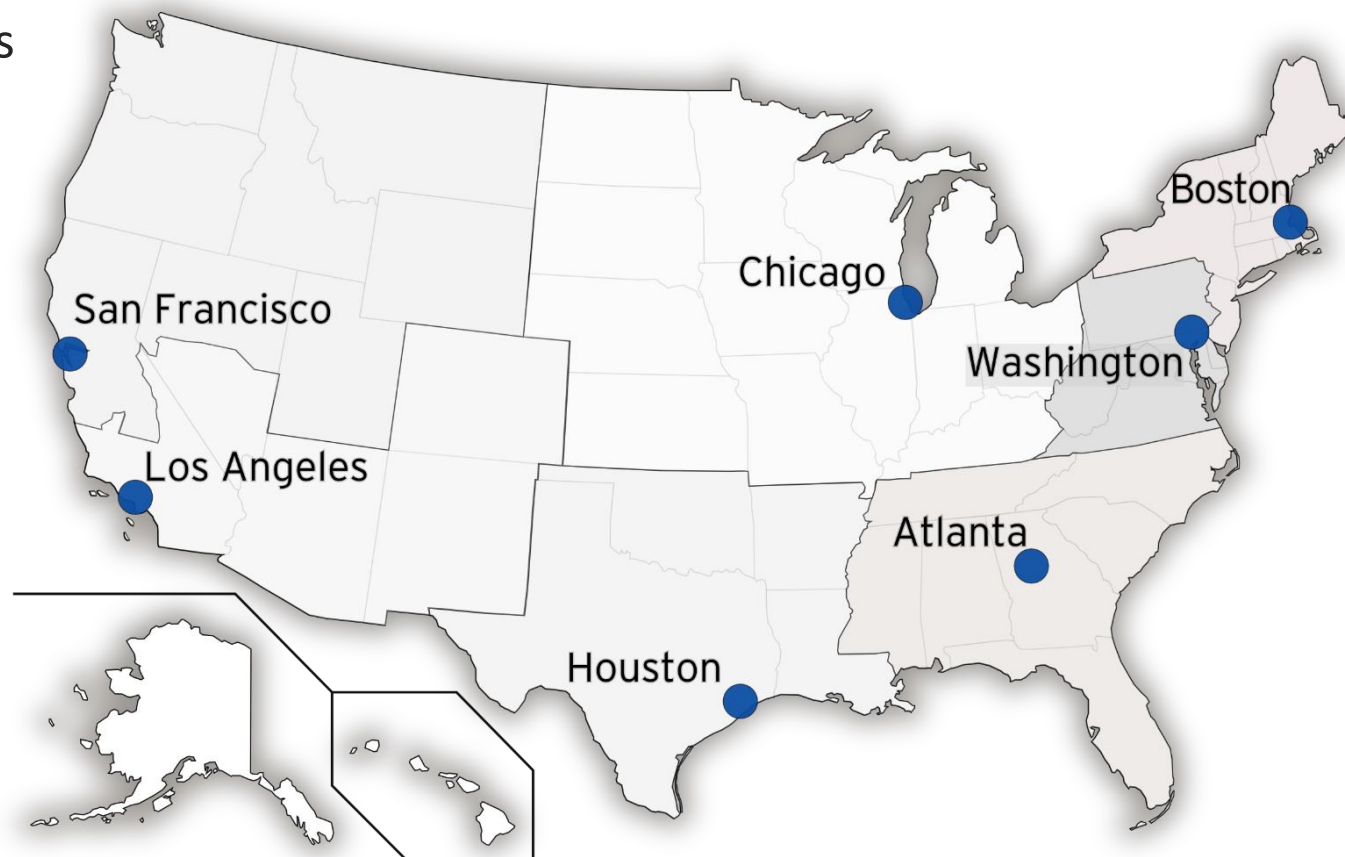 s
Boston
Chicago
San Francisco
Washington
Los Angeles
Atlanta
Houston